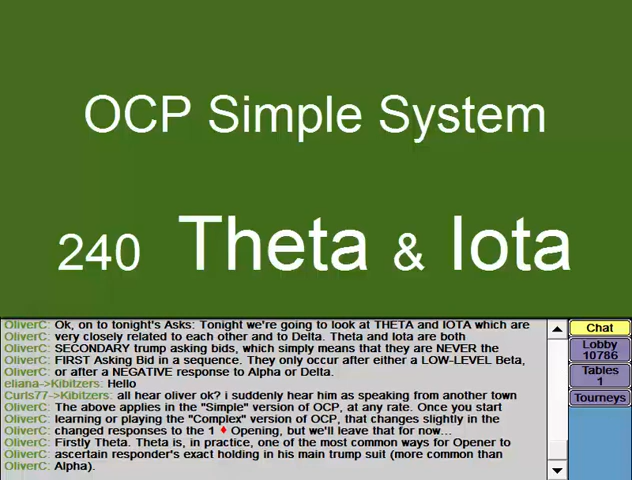 OCP Simple System
240 Theta & Iota
OliverC: Ok, on to tonight's Asks: Tonight we're going to look at THETA and IOTA which are
OliverC: very closely related to each other and to Delta. Theta and Iota are both
OliverC: SECONDARY trump asking bids, which simply means that they are NEVER the
OliverC: FIRST Asking Bid in a sequence. They only occur after either a LOW-LEVEL Beta,
OliverC: or after a NEGATIVE response to Alpha or Delta.
eliana->Kibitzers: Hello
Curls77->Kibitzers: all hear oliver ok? i suddenly hear him as speaking from another town
OliverC: The above applies in the "Simple" version of OCP, at any rate. Once you start
OliverC: learning or playing the "Complex" version of OCP, that changes slightly in the
OliverC: changed responses to the 1 ♦ Opening, but we'll leave that for now...
OliverC: Firstly Theta. Theta is, in practice, one of the most common ways for Opener to
OliverC: ascertain responder's exact holding in his main trump suit (more common than
OliverC: Alpha).
Chat
Lobby
10786
Tables
1
Tourneys